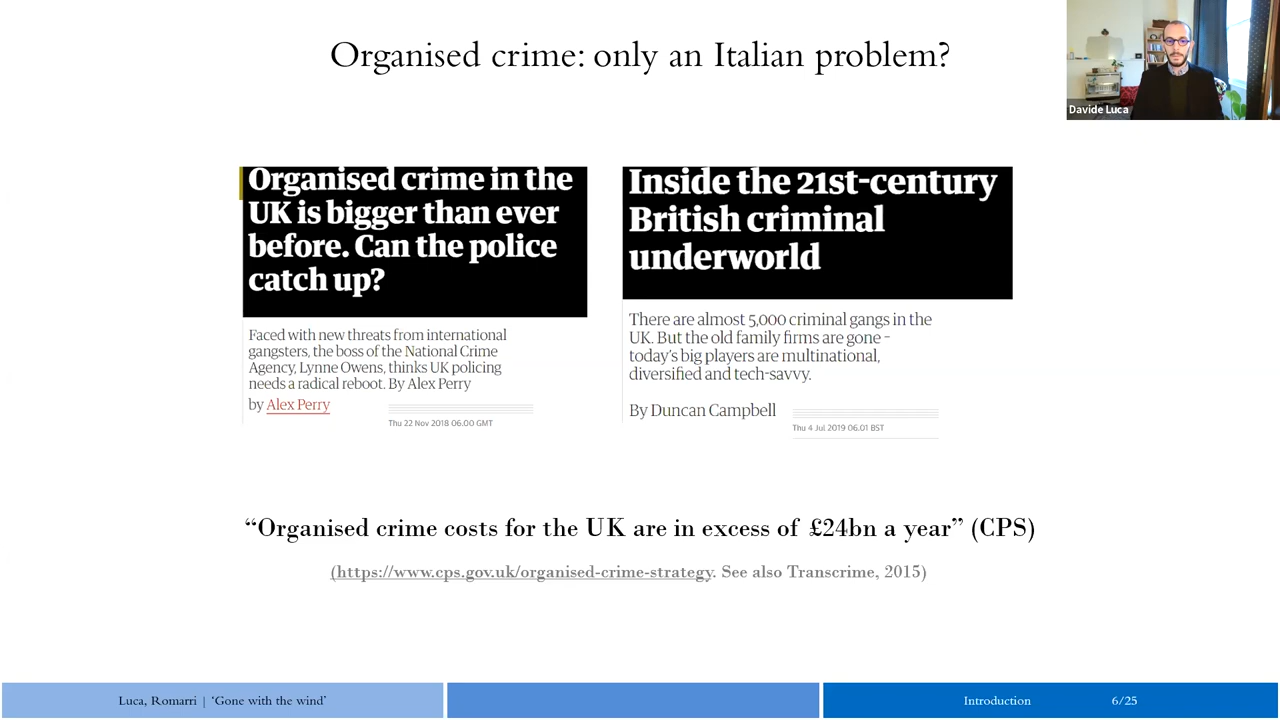 Organised crime: only an Italian problem?
Davide Luca
Organised crime in the
UK is bigger than ever
before. Can the police
catch up?
Faced with new threats from international
gangsters, the boss of the National Crime
Agency, Lynne Owens, thinks UK policing
needs a radical reboot. By Alex Perry
by Alex Perry
Thu 22 Nov 2018 06.00 GMT
Inside the 21st-century
British criminal
underworld
There are almost 5,000 criminal gangs in the
UK. But the old family firms are gone –
today's big players are multinational,
diversified and tech-savvy.
By Duncan Campbell
Thu 4 Jul 2019 06.01 BST
“Organised crime costs for the UK are in excess of £24bn a year” (CPS)
(https://www.cps.gov.uk/organised-crime-strategy. See also Transcrime, 2015)
Luca, Romarri | ‘Gone with the wind’
Introduction 6/25